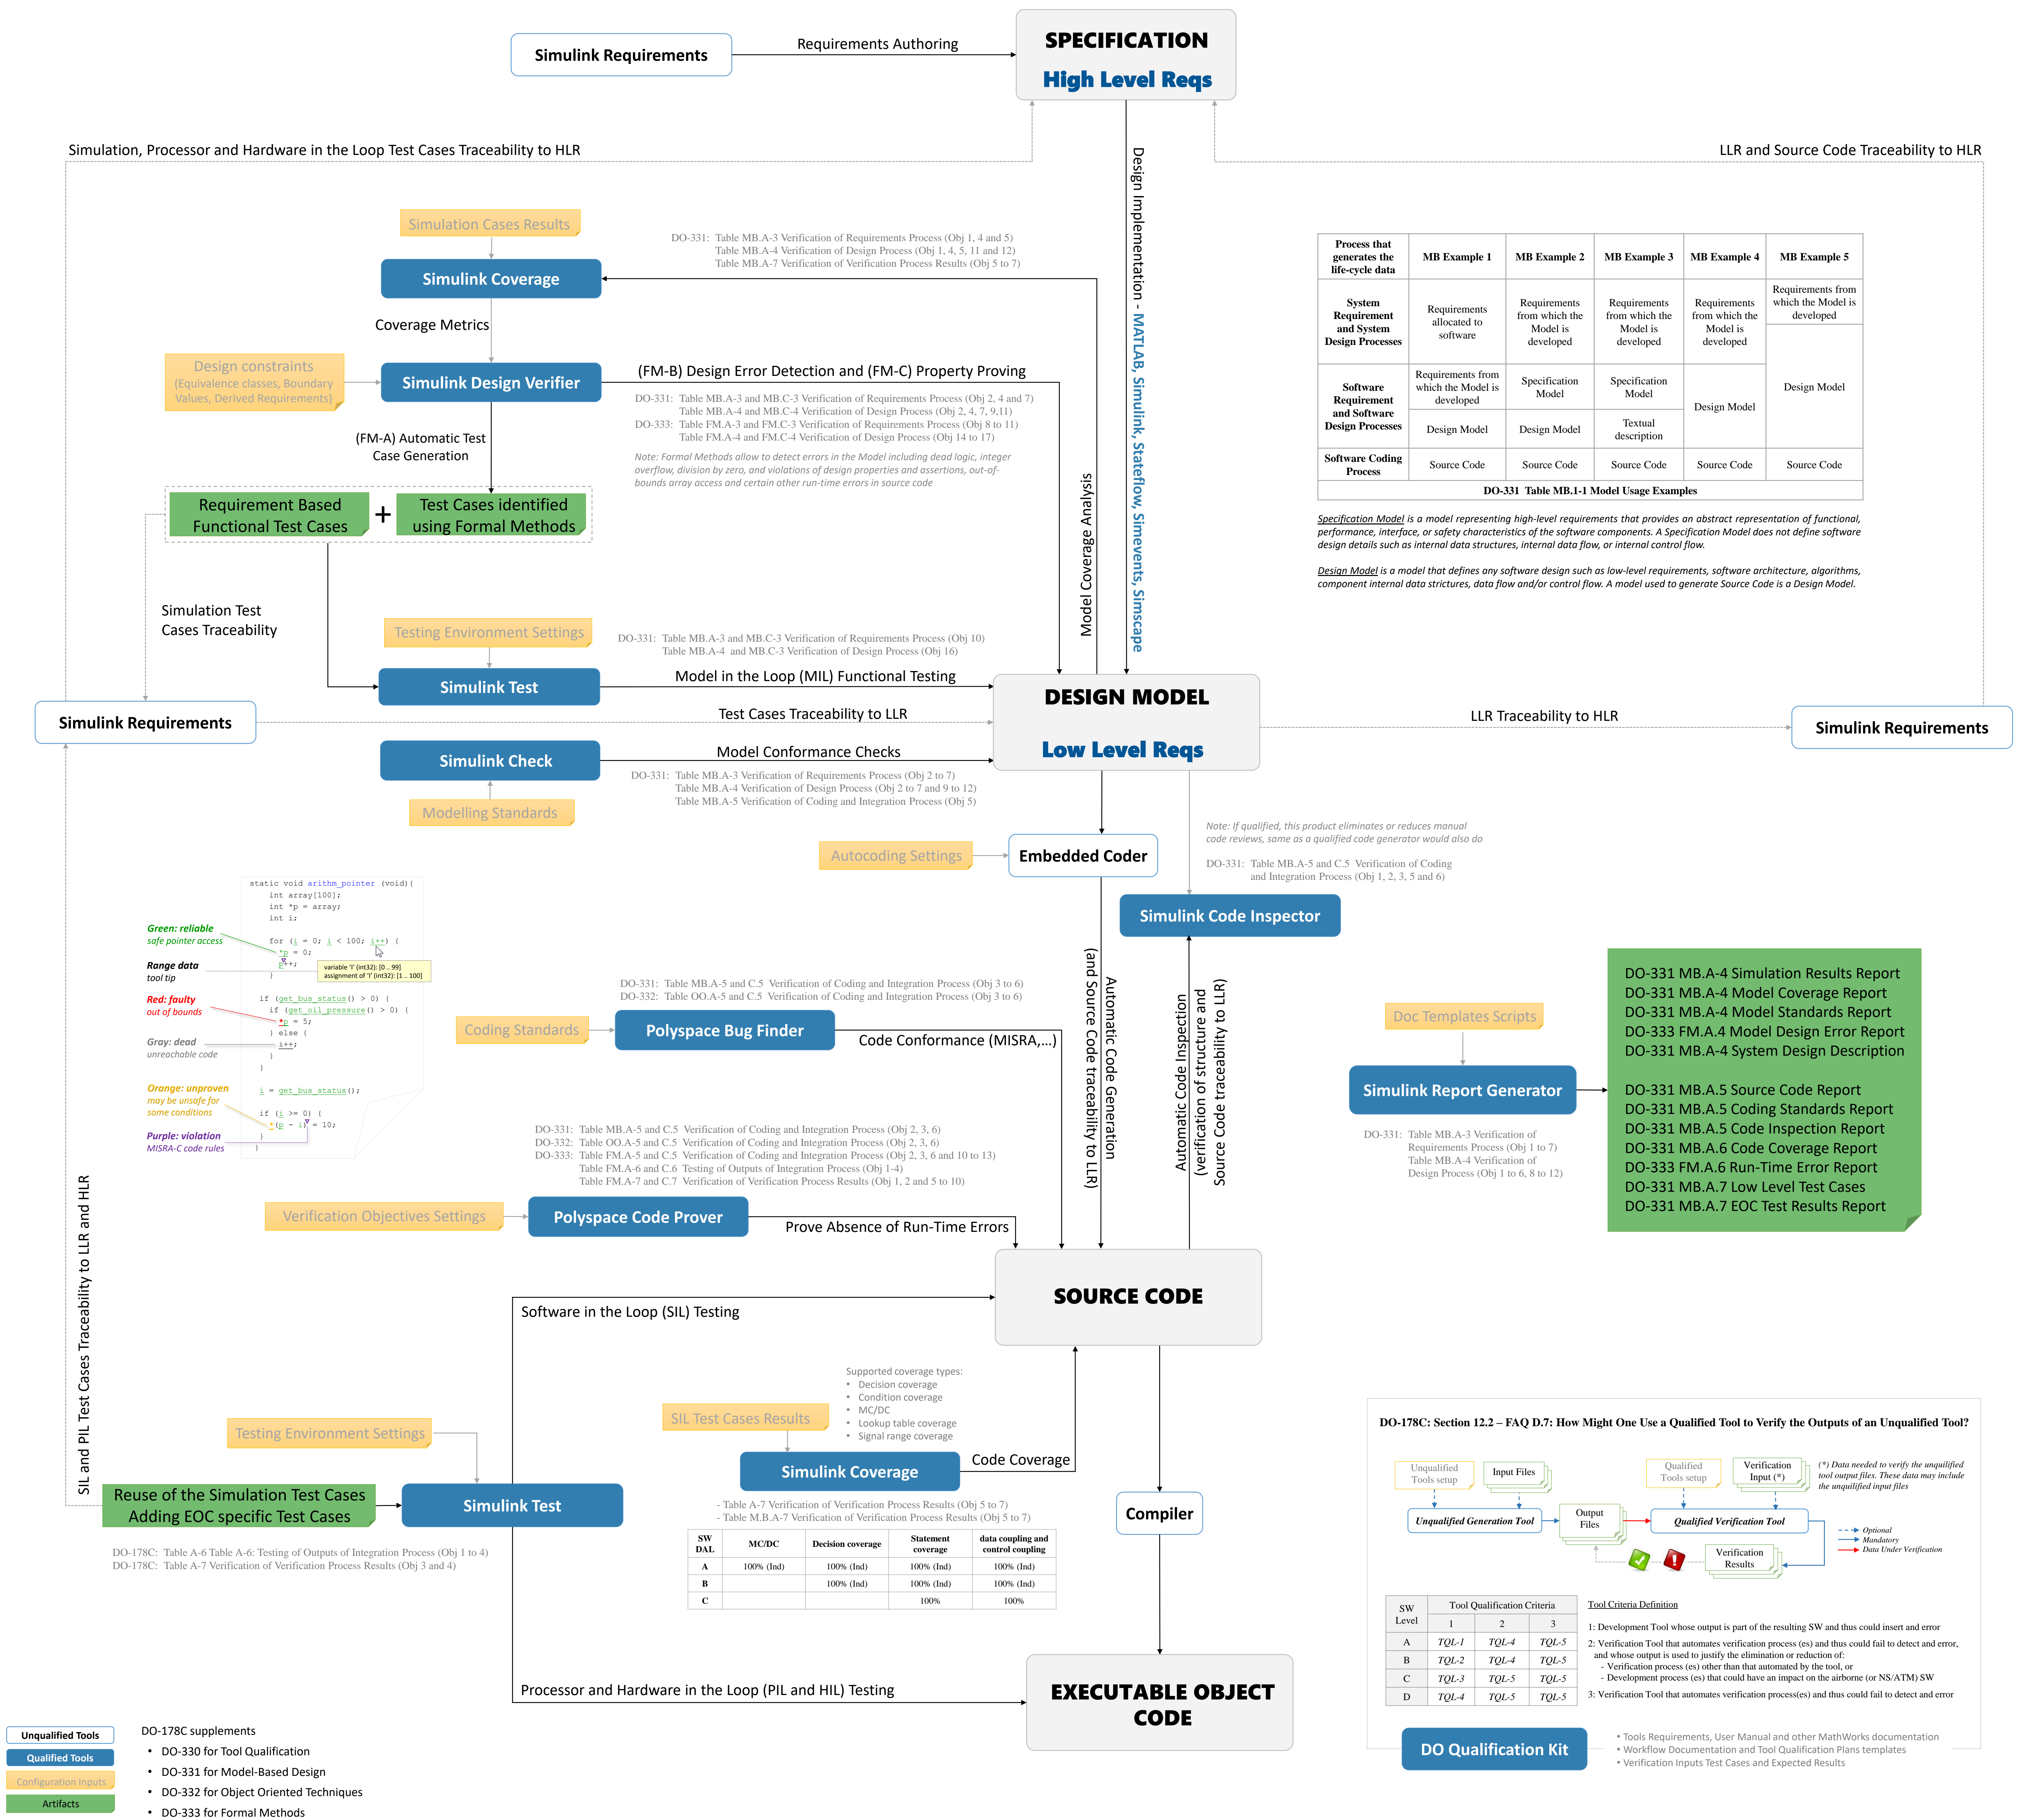 Simulink Requirements
Requirements Authoring
SPECIFICATION
High Level Reqs
Simulation, Processor and Hardware in the Loop Test Cases Traceability to HLR
LLR and Source Code Traceability to HLR
Design Implementation - MATLAB, Simulink, Stateflow, Simevents, Simscape
Simulation Cases Results
Simulink Coverage
DO-331: Table MB.A-3 Verification of Requirements Process (Obj 1, 4 and 5)
Table MB.A-4 Verification of Design Process (Obj 1, 4, 5, 11 and 12)
Table MB.A-7 Verification of Verification Process Results (Obj 5 to 7)
Coverage Metrics
Design constraints
(Equivalence classes, Boundary
Values, Derived Requirements)
Simulink Design Verifier
(FM-B) Design Error Detection and (FM-C) Property Proving
DO-331: Table MB.A-3 and MB.C-3 Verification of Requirements Process (Obj 2, 4 and 7)
Table MB.A-4 and MB.C-4 Verification of Design Process (Obj 2, 4, 7, 9,11)
DO-333: Table FM.A-3 and FM.C-3 Verification of Requirements Process (Obj 8 to 11)
Table FM.A-4 and FM.C-4 Verification of Design Process (Obj 14 to 17)
Note: Formal Methods allow to detect errors in the Model including dead logic, integer
overflow, division by zero, and violations of design properties and assertions, out-of-
bounds array access and certain other run-time errors in source code
(FM-A) Automatic Test
Case Generation
Requirement Based
Functional Test Cases
+
Test Cases identified
using Formal Methods
Model Coverage Analysis
Process that
generates the
life-cycle data
MB Example 1
MB Example 2
MB Example 3
MB Example 4
MB Example 5
System
Requirement
and System
Design Processes
Requirements
allocated to
software
Requirements
from which the
Model is
developed
Requirements
from which the
Model is
developed
Requirements
from which the
Model is
developed
Requirements from
which the Model is
developed
Software
Requirement
and Software
Design Processes
Requirements from
which the Model is
developed
Specification
Model
Specification
Model
Design Model
Design Model
Design Model
Design Model
Textual
description
Software Coding
Process
Source Code
Source Code
Source Code
Source Code
Source Code
DO-331 Table MB.1-1 Model Usage Examples
Specification Model is a model representing high-level requirements that provides an abstract representation of functional,
performance, interface, or safety characteristics of the software components. A Specification Model does not define software
design details such as internal data structures, internal data flow, or internal control flow.
Design Model is a model that defines any software design such as low-level requirements, software architecture, algorithms,
component internal data strictures, data flow and/or control flow. A model used to generate Source Code is a Design Model.
Simulation Test
Cases Traceability
Testing Environment Settings
DO-331: Table MB.A-3 and MB.C-3 Verification of Requirements Process (Obj 10)
Table MB.A-4 and MB.C-3 Verification of Design Process (Obj 16)
Simulink Test
Model in the Loop (MIL) Functional Testing
Simulink Requirements
Test Cases Traceability to LLR
DESIGN MODEL
Low Level Reqs
LLR Traceability to HLR
Simulink Requirements
Simulink Check
Model Conformance Checks
DO-331: Table MB.A-3 Verification of Requirements Process (Obj 2 to 7)
Table MB.A-4 Verification of Design Process (Obj 2 to 7 and 9 to 12)
Table MB.A-5 Verification of Coding and Integration Process (Obj 5)
Modelling Standards
Autocoding Settings
Embedded Coder
Note: If qualified, this product eliminates or reduces manual
code reviews, same as a qualified code generator would also do
DO-331: Table MB.A-5 and C.5 Verification of Coding
and Integration Process (Obj 1, 2, 3, 5 and 6)
Simulink Code Inspector
static void arithm_pointer (void){
int array[100];
int *p = array;
int i;
for (i = 0; i < 100; i++) {
*p = 0;
p++;
}
if (get_bus_status() > 0) {
if (get_oil_pressure() > 0) {
*p = 5;
} else {
i++;
}
}
i = get_bus_status();
if (i >= 0) {
*(p - i) = 10;
}
}
Green: reliable
safe pointer access
Range data
tool tip
variable 'I' (int32): [0 .. 99]
assignment of 'I' (int32): [1 .. 100]
Red: faulty
out of bounds
Gray: dead
unreachable code
Orange: unproven
may be unsafe for
some conditions
Purple: violation
MISRA-C code rules
DO-331: Table MB.A-5 and C.5 Verification of Coding and Integration Process (Obj 3 to 6)
DO-332: Table OO.A-5 and C.5 Verification of Coding and Integration Process (Obj 3 to 6)
Coding Standards
Polyspace Bug Finder
Code Conformance (MISRA,...)
Automatic Code Generation
(and Source Code traceability to LLR)
Automatic Code Inspection
(verification of structure and
Source Code traceability to LLR)
Doc Templates Scripts
Simulink Report Generator
DO-331: Table MB.A-3 Verification of
Requirements Process (Obj 1 to 7)
Table MB.A-4 Verification of
Design Process (Obj 1 to 6, 8 to 12)
DO-331 MB.A-4 Simulation Results Report
DO-331 MB.A-4 Model Coverage Report
DO-331 MB.A-4 Model Standards Report
DO-333 FM.A.4 Model Design Error Report
DO-331 MB.A-4 System Design Description
DO-331 MB.A.5 Source Code Report
DO-331 MB.A.5 Coding Standards Report
DO-331 MB.A.5 Code Inspection Report
DO-331 MB.A.6 Code Coverage Report
DO-333 FM.A.6 Run-Time Error Report
DO-331 MB.A.7 Low Level Test Cases
DO-331 MB.A.7 EOC Test Results Report
DO-331: Table MB.A-5 and C.5 Verification of Coding and Integration Process (Obj 2, 3, 6)
DO-332: Table OO.A-5 and C.5 Verification of Coding and Integration Process (Obj 2, 3, 6)
DO-333: Table FM.A-5 and C.5 Verification of Coding and Integration Process (Obj 2, 3, 6 and 10 to 13)
Table FM.A-6 and C.6 Testing of Outputs of Integration Process (Obj 1-4)
Table FM.A-7 and C.7 Verification of Verification Process Results (Obj 1, 2 and 5 to 10)
Verification Objectives Settings
Polyspace Code Prover
Prove Absence of Run-Time Errors
SIL and PIL Test Cases Traceability to LLR and HLR
SOURCE CODE
Software in the Loop (SIL) Testing
Supported coverage types:
• Decision coverage
• Condition coverage
• MC/DC
• Lookup table coverage
• Signal range coverage
SIL Test Cases Results
Simulink Coverage
Code Coverage
Testing Environment Settings
Reuse of the Simulation Test Cases
Adding EOC specific Test Cases
Simulink Test
DO-178C: Table A-6 Table A-6: Testing of Outputs of Integration Process (Obj 1 to 4)
DO-178C: Table A-7 Verification of Verification Process Results (Obj 3 and 4)
- Table A-7 Verification of Verification Process Results (Obj 5 to 7)
- Table M.B.A-7 Verification of Verification Process Results (Obj 5 to 7)
SW
DAL
MC/DC
Decision coverage
Statement
coverage
data coupling and
control coupling
A 100% (Ind) 100% (Ind) 100% (Ind) 100% (Ind)
B 100% (Ind) 100% (Ind) 100% (Ind)
C 100% 100%
Compiler
Processor and Hardware in the Loop (PIL and HIL) Testing
EXECUTABLE OBJECT
CODE
DO-178C: Section 12.2 – FAQ D.7: How Might One Use a Qualified Tool to Verify the Outputs of an Unqualified Tool?
Unqualified
Tools setup
Input Files
Qualified
Tools setup
Verification
Input (*)
(*) Data needed to verify the unquilified
tool output files. These data may include
the unquilified input files
Unqualified Generation Tool
Output
Files
Qualified Verification Tool
Optional
Mandatory
Data Under Verification
Verification
Results
SW
Level
Tool Qualification Criteria
1 2 3
A TQL-1 TQL-4 TQL-5
B TQL-2 TQL-4 TQL-5
C TQL-3 TQL-5 TQL-5
D TQL-4 TQL-5 TQL-5
Tool Criteria Definition
1: Development Tool whose output is part of the resulting SW and thus could insert and error
2: Verification Tool that automates verification process (es) and thus could fail to detect and error,
and whose output is used to justify the elimination or reduction of:
- Verification process (es) other than that automated by the tool, or
- Development process (es) that could have an impact on the airborne (or NS/ATM) SW
3: Verification Tool that automates verification process(es) and thus could fail to detect and error
DO Qualification Kit
• Tools Requirements, User Manual and other MathWorks documentation
• Workflow Documentation and Tool Qualification Plans templates
• Verification Inputs Test Cases and Expected Results
Unqualified Tools
Qualified Tools
Configuration Inputs
Artifacts
DO-178C supplements
• DO-330 for Tool Qualification
• DO-331 for Model-Based Design
• DO-332 for Object Oriented Techniques
• DO-333 for Formal Methods